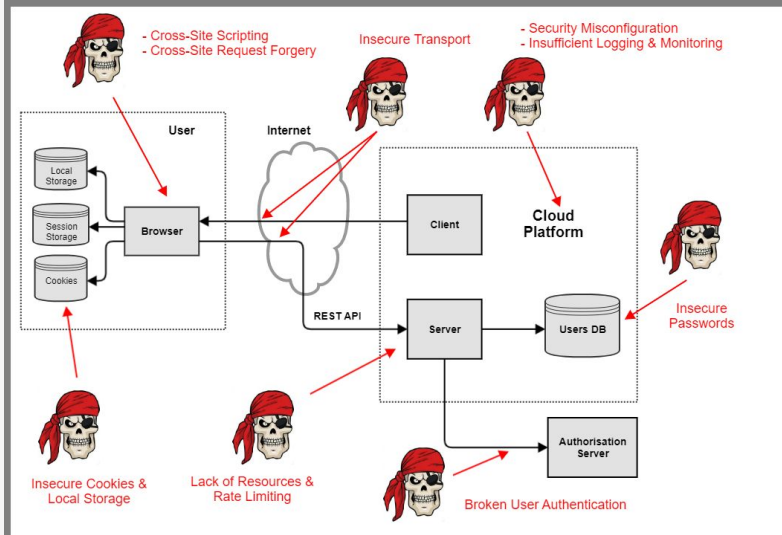 - Cross-Site Scripting
- Cross-Site Request Forgery
Insecure Transport
- Security Misconfiguration
- Insufficient Logging & Monitoring
User
Internet
Local
Storage
Session
Storage
Cookies
Browser
Client
Cloud
Platform
REST API
Server
Users DB
Insecure
Passwords
Authorisation
Server
Insecure Cookies &
Local Storage
Lack of Resources &
Rate Limiting
Broken User Authentication